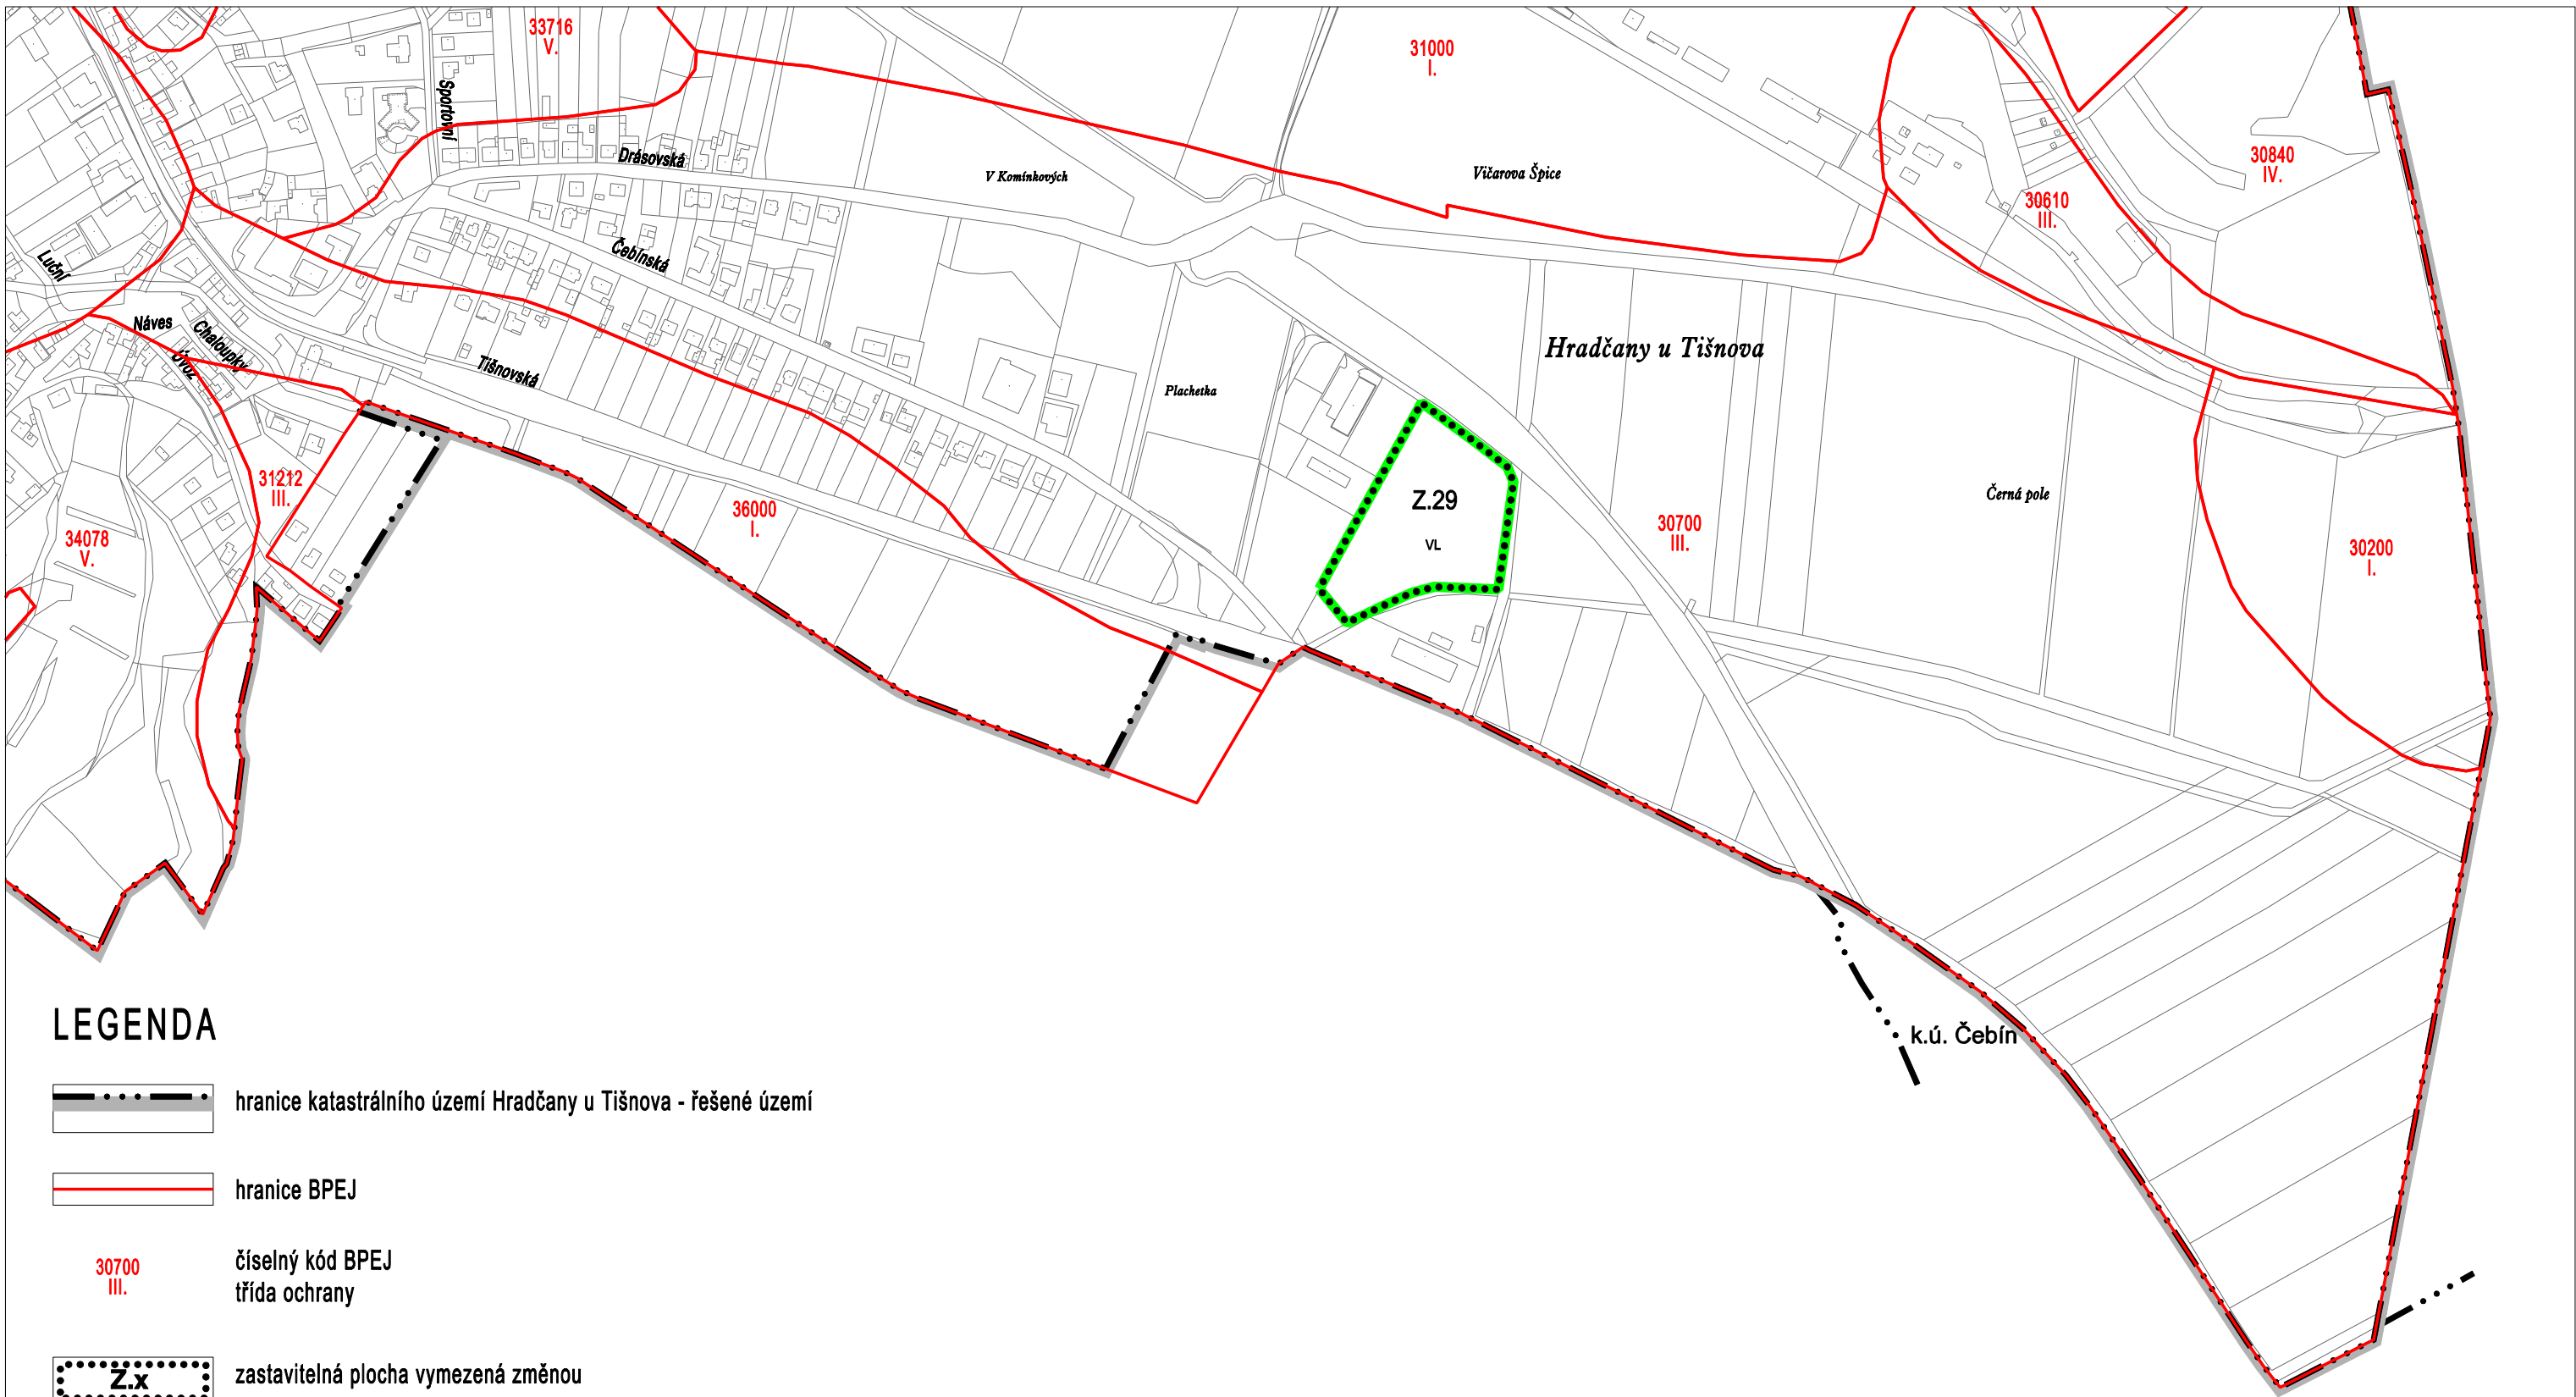 33716
V.
31000
I.
Sportovní
Drásovská
V Komínkových
Vičarova Špice
30840
IV.
30610
III.
Luční
Čebínská
Náves
Chaloupky
Úvoz
Tišnovská
Hradčany u Tišnova
Plachetka
31212
III.
36000
I.
Z.29
VL
30700
III.
Černá pole
34078
V.
30200
I.
k.ú. Čebín
LEGENDA
hranice katastrálního území Hradčany u Tišnova - řešené území
hranice BPEJ
30700
III.
číselný kód BPEJ
třída ochrany
Z.x
zastavitelná plocha vymezená změnou